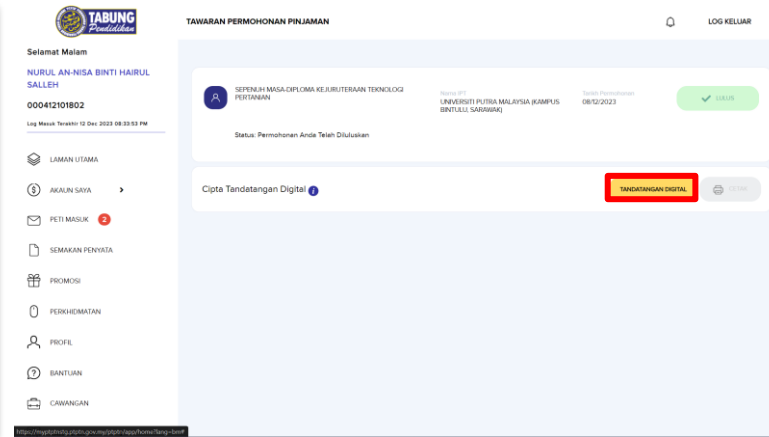 TABUNG
Pendidikan
TAWARAN PERMOHONAN PINJAMAN
LOG KELUAR
Selamat Malam
NURUL AN-NISA BINTI HAIRUL
SALLEH
000412101802
Log Masuk Terakhir 12 Dec 2023 08:33:53 PM
LAMAN UTAMA
AKAUN SAYA
PETI MASUK 2
SEMAKAN PENYATA
PROMOSI
PERKHIDMATAN
PROFIL
BANTUAN
CAWANGAN
SEPENUH MASA-DIPLOMA KEJURUTERAAN TEKNOLOGI
PERTANIAN
Status: Permohonan Anda Telah Diluluskan
Nama IPT
UNIVERSITI PUTRA MALAYSIA (KAMPUS
BINTULU, SARAWAK)
Tarikh Permohonan
08/12/2023
LULUS
Cipta Tandatangan Digital
TANDATANGAN DIGITAL
CETAK